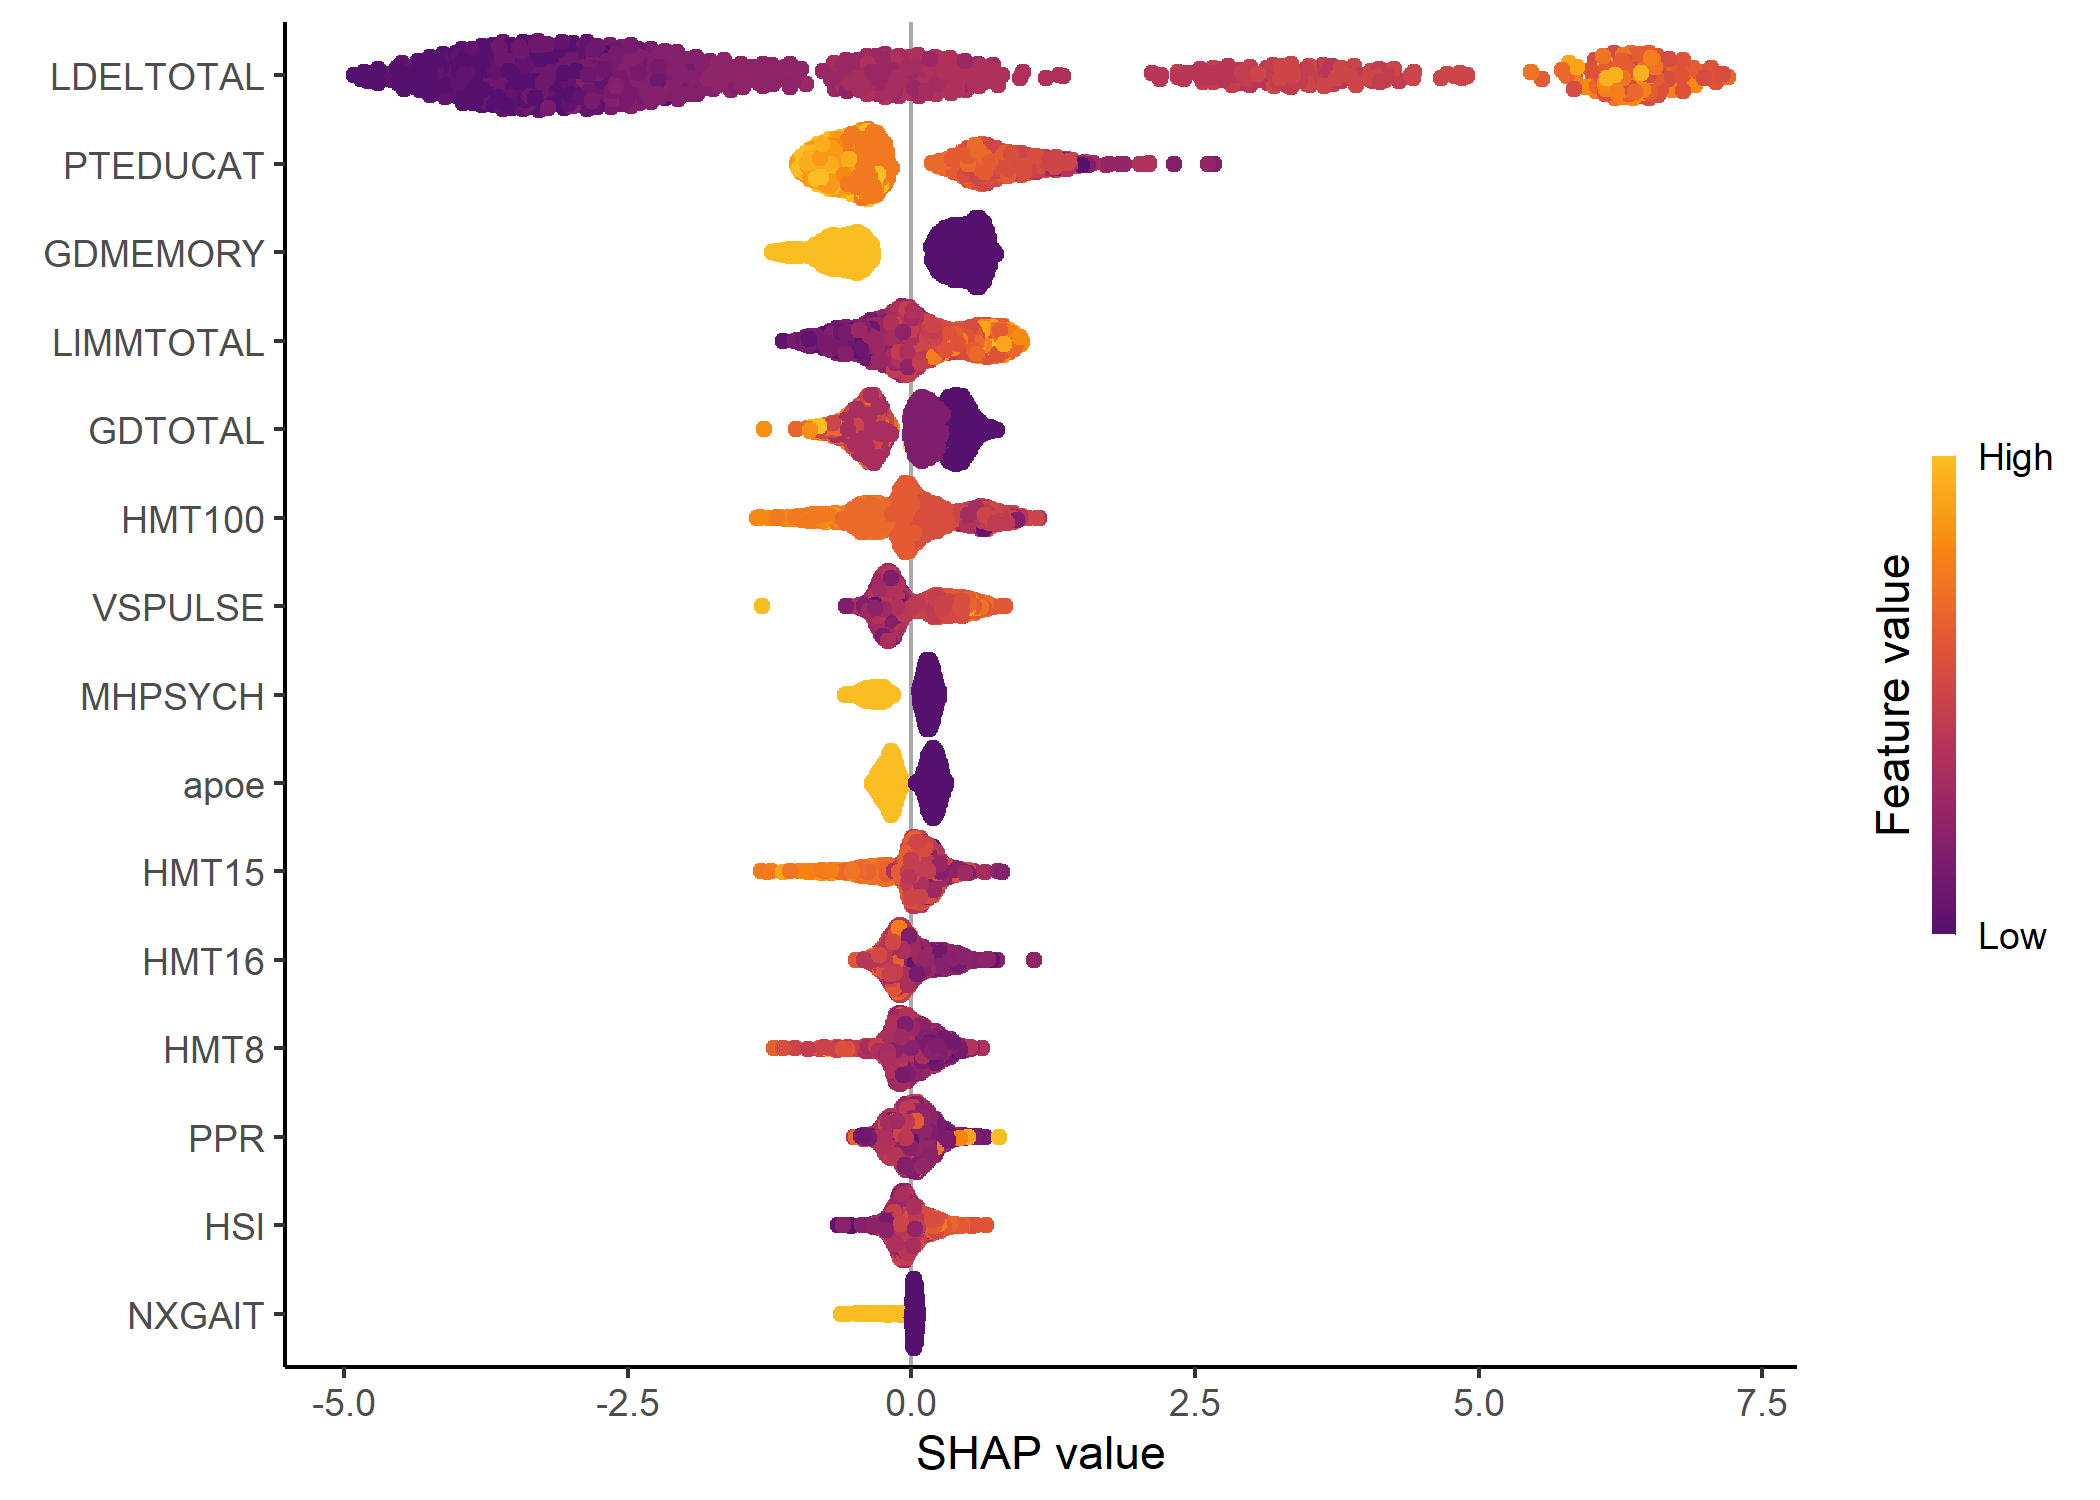 LDELTOTAL
PTEDUCAT
GDMEMORY
LIMMTOTAL
GDTOTAL
HMT100
VSPULSE
MHPSYCH
apoe
HMT15
HMT16
HMT8
PPR
HSI
NXGAIT
-5.0 -2.5 0.0 2.5 5.0 7.5
SHAP value
Feature value
High
Low